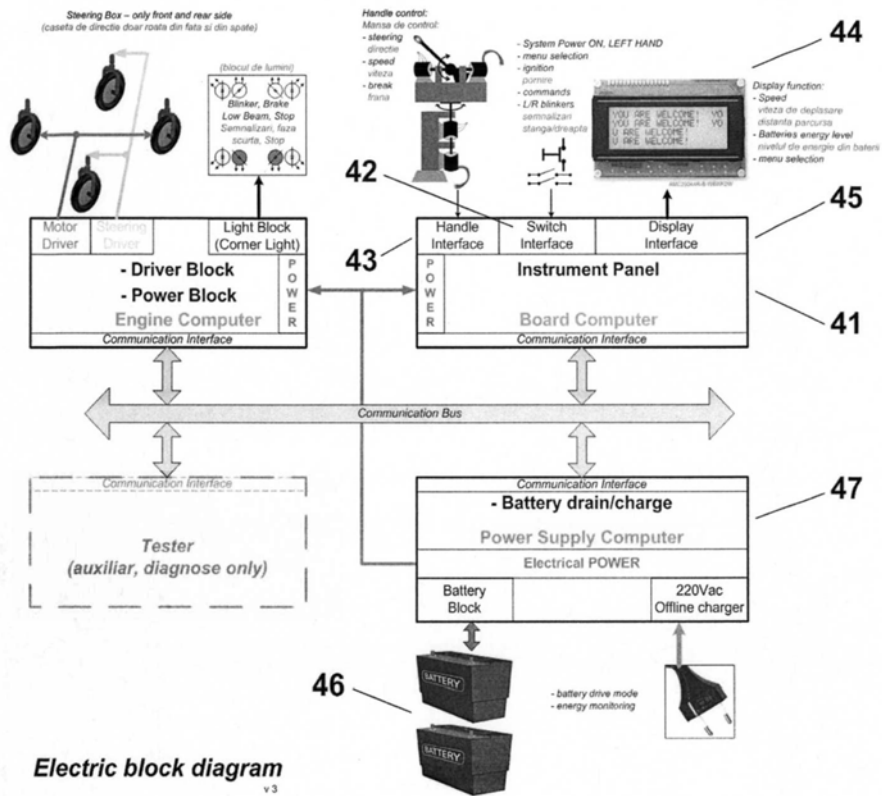 Steering Box – only front and rear side
(caseta de directie doar roata din fata si din spate)
(blocul de lumini)
Blinker, Brake
Low Beam, Stop
Semnalizari, faza
scurta, Stop
Handle control:
Mansa de control:
- steering
directie
- speed
viteza
- break
frana
- System Power ON, LEFT HAND
- menu selection
- ignition
pornire
- commands
- L/R blinkers
semnalizari
stanga/dreapta
44
YOU ARE WELCOME! YO
YOU ARE WELCOME! YO
U ARE WELCOME!
U ARE WELCOME!
Display function:
- Speed
viteza de deplasare
distanta parcursa
- Batteries energy level
nivelul de energie din baterii
- menu selection
42
43
45
Motor
Driver
Steering
Driver
Light Block
(Corner Light)
- Driver Block
- Power Block
Engine Computer
POWER
Communication Interface
Handle
Interface
Switch
Interface
Display
Interface
POWER
Instrument Panel
Board Computer
Communication Interface
41
Communication Bus
Communication Interface
Tester
(auxiliar, diagnose only)
Communication Interface
- Battery drain/charge
Power Supply Computer
Electrical POWER
Battery
Block
220Vac
Offline charger
47
46
BATTERY
BATTERY
- battery drive mode
- energy monitoring
Electric block diagram
v 3